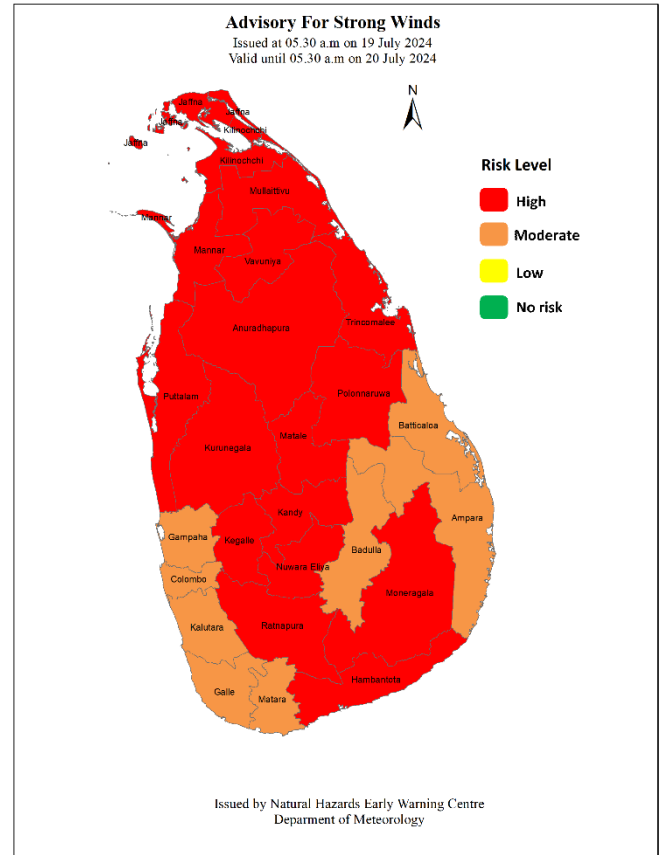 Advisory For Strong Winds
Issued at 05.30 a.m on 19 July 2024
Valid until 05.30 a.m on 20 July 2024
N
Jaffna
Jaffna
Jaffna
Kilinochchi
Jaffna
Kilinochchi
Mullaittivu
Mannar
Mannar
Vavuniya
Anuradhapura
Trincomalee
Puttalam
Polonnaruwa
Batticaloa
Kurunegala
Matale
Kandy
Ampara
Gampaha
Kegalle
Badulla
Nuwara Eliya
Colombo
Moneragala
Kalutara
Ratnapura
Hambantota
Galle
Matara
Risk Level
High
Moderate
Low
No risk
Issued by Natural Hazards Early Warning Centre
Deparment of Meteorology